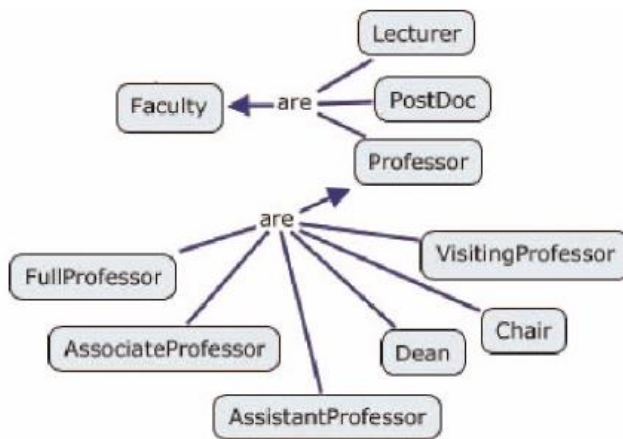 Lecturer
Faculty
are
PostDoc
Professor
are
VisitingProfessor
FullProfessor
Chair
AssociateProfessor
Dean
AssistantProfessor